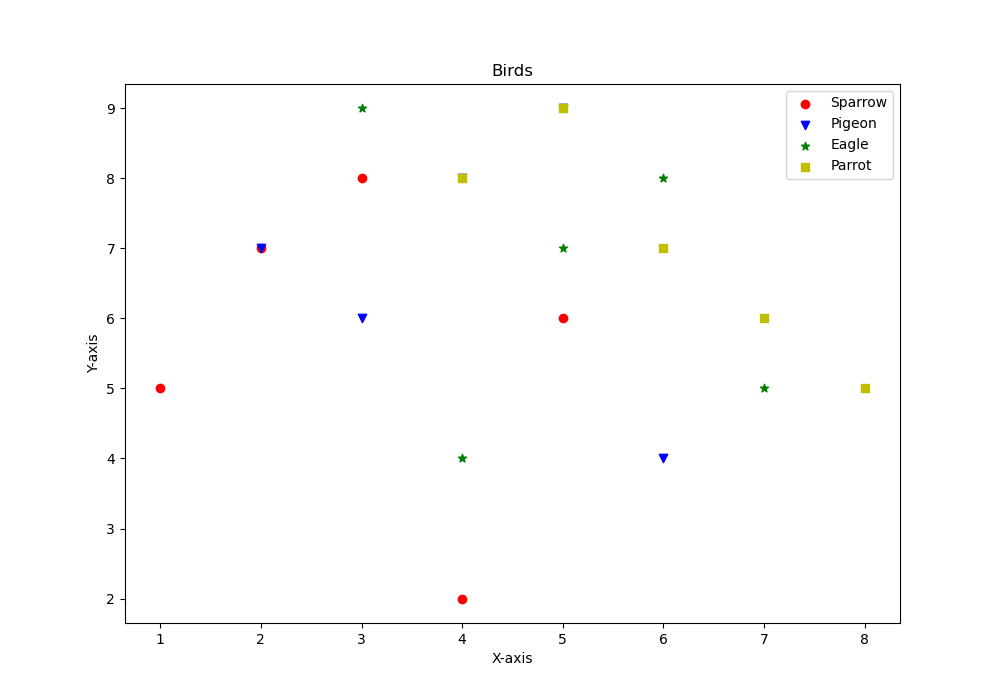 Birds
Sparrow
Pigeon
Eagle
Parrot
9
8
7
6
5
4
3
2
Y-axis
1 2 3 4 5 6 7 8
X-axis